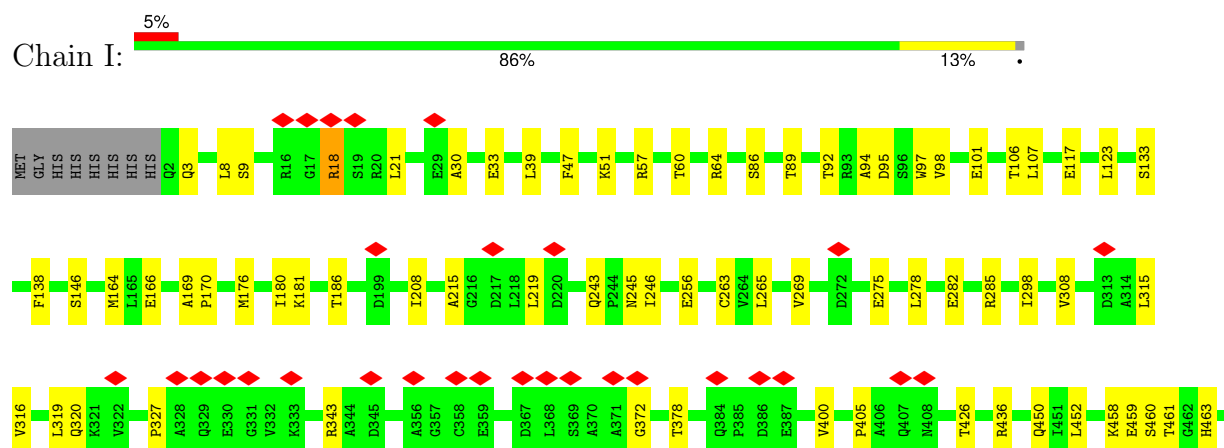 5%
Chain I:
86% 13% •
MET GLY HIS HIS HIS HIS HIS HIS Q2 Q3 L8 S9 R16 G17 R18 S19 R20 L21 E29 A30 E33 L39 F47 K51 R57 T60 R84 S86 T89 T92 R93 A94 D95 S96 W97 V98 E101 T106 L107 E117 L123 S133
F138 S146 M164 L165 E166 A169 P170 M176 I180 K181 T186 D199 I208 A215 G216 D217 L218 L219 D220 Q243 P244 N245 I246 E256 C263 V264 L265 V269 D272 E275 L278 E282 R285 I298 V308 D313 A314 L315
V316 L319 Q320 K321 V322 P327 A328 Q329 E330 G331 V332 K333 R343 A344 D345 A356 G357 C358 E359 D367 L368 S369 A370 A371 G372 T378 Q384 P385 D386 E387 V400 P405 A406 Q407 N408 T426 R436 Q450 I451 L452 K458 E459 S460 T461 G462 H463